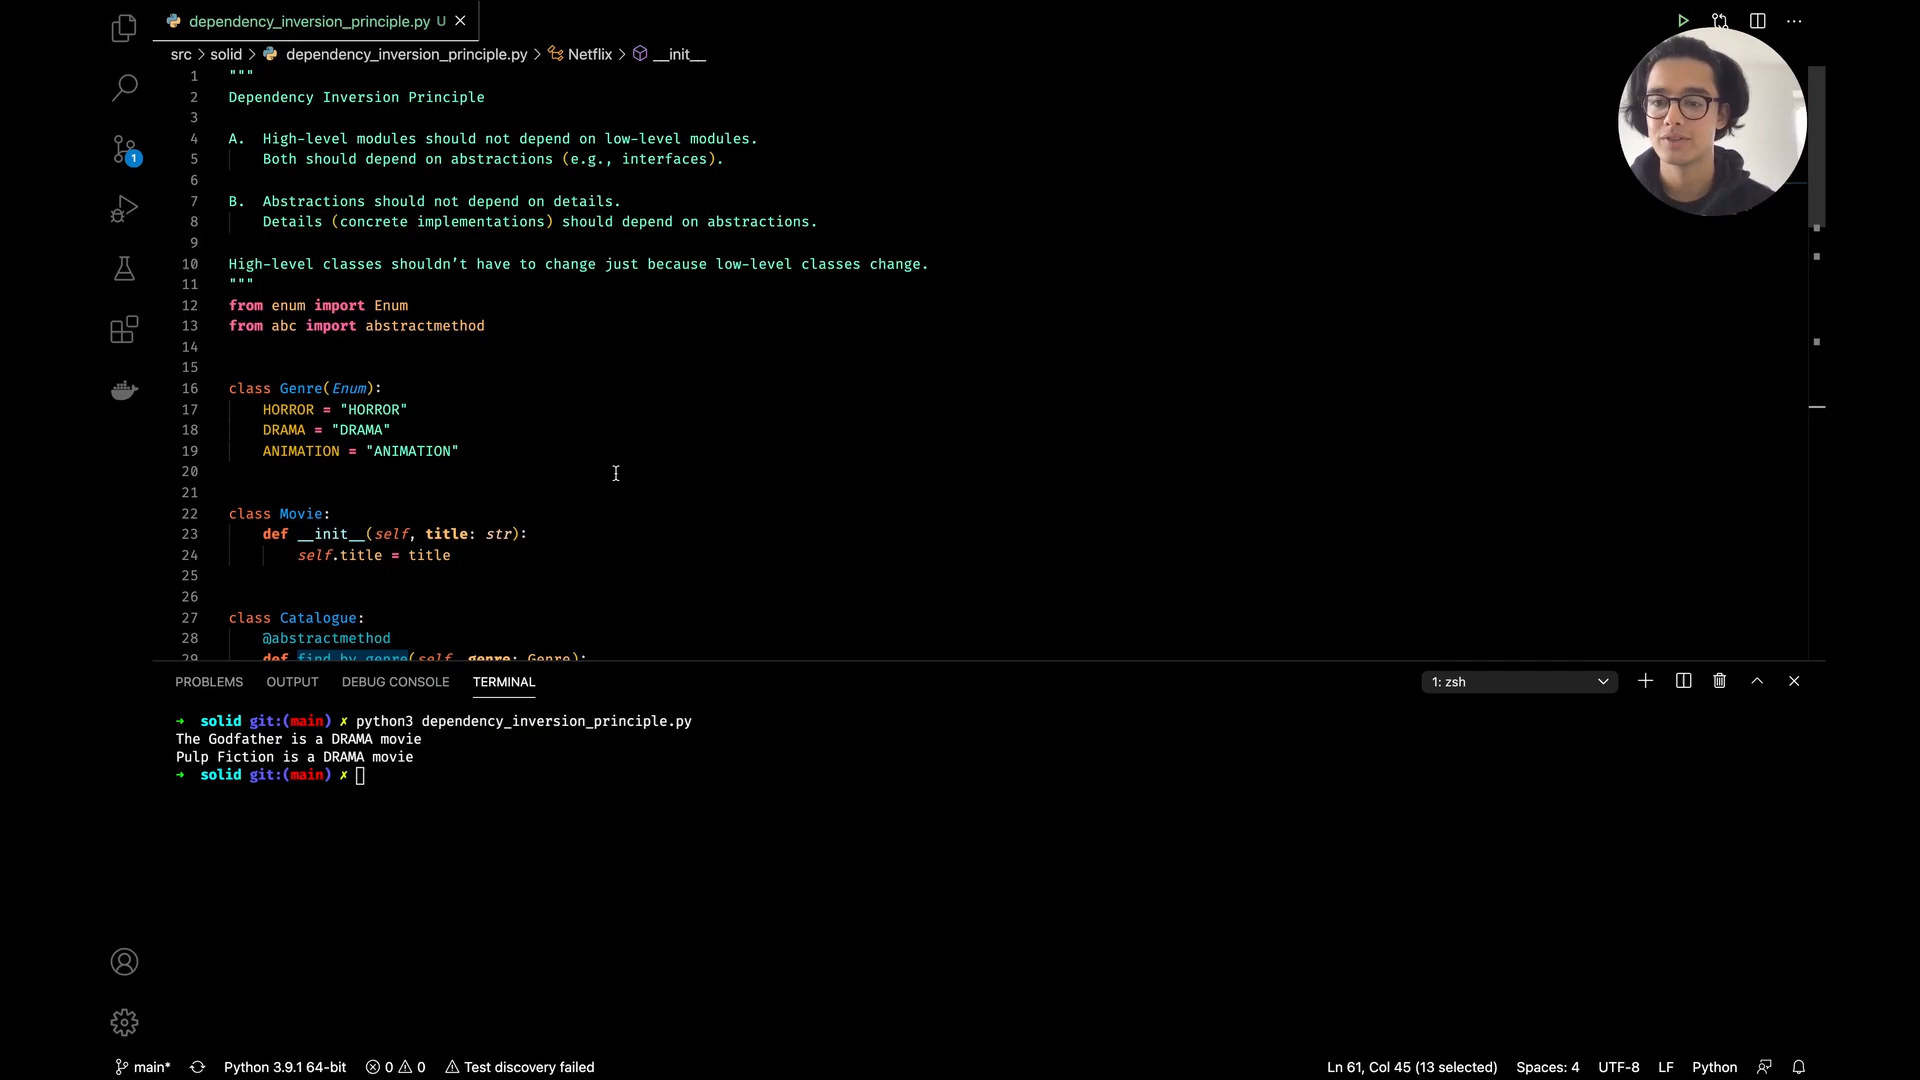 dependency_inversion_principle.py U
src > solid > dependency_inversion_principle.py > Netflix > __init__
1 """
2 Dependency Inversion Principle
3
4 A. High-level modules should not depend on low-level modules.
5 Both should depend on abstractions (e.g., interfaces).
6
7 B. Abstractions should not depend on details.
8 Details (concrete implementations) should depend on abstractions.
9
10 High-level classes shouldn’t have to change just because low-level classes change.
11 """
12 from enum import Enum
13 from abc import abstractmethod
14
15
16 class Genre(Enum):
17 HORROR = "HORROR"
18 DRAMA = "DRAMA"
19 ANIMATION = "ANIMATION"
20
21
22 class Movie:
23 def __init__(self, title: str):
24 self.title = title
25
26
27 class Catalogue:
28 @abstractmethod
29 def find_by_genre(self, genre: Genre):
1
PROBLEMS OUTPUT DEBUG CONSOLE TERMINAL 1: zsh
→ solid git:(main) ✗ python3 dependency_inversion_principle.py
The Godfather is a DRAMA movie
Pulp Fiction is a DRAMA movie
→ solid git:(main) ✗
main* Python 3.9.1 64-bit 0 0 Test discovery failed Ln 61, Col 45 (13 selected) Spaces: 4 UTF-8 LF Python